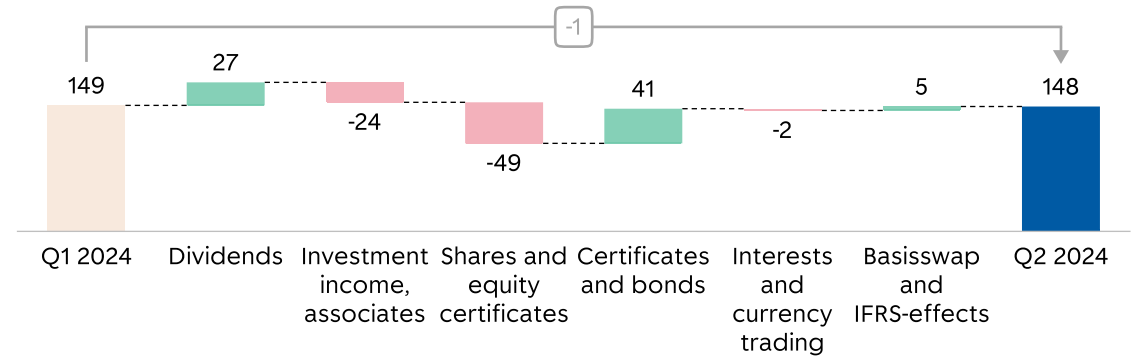 -1
149
27
-24
-49
41
-2
5
148
Q1 2024
Dividends
Investment
income,
associates
Shares and
equity
certificates
Certificates
and bonds
Interests
and
currency
trading
Basisswap
and
IFRS-effects
Q2 2024